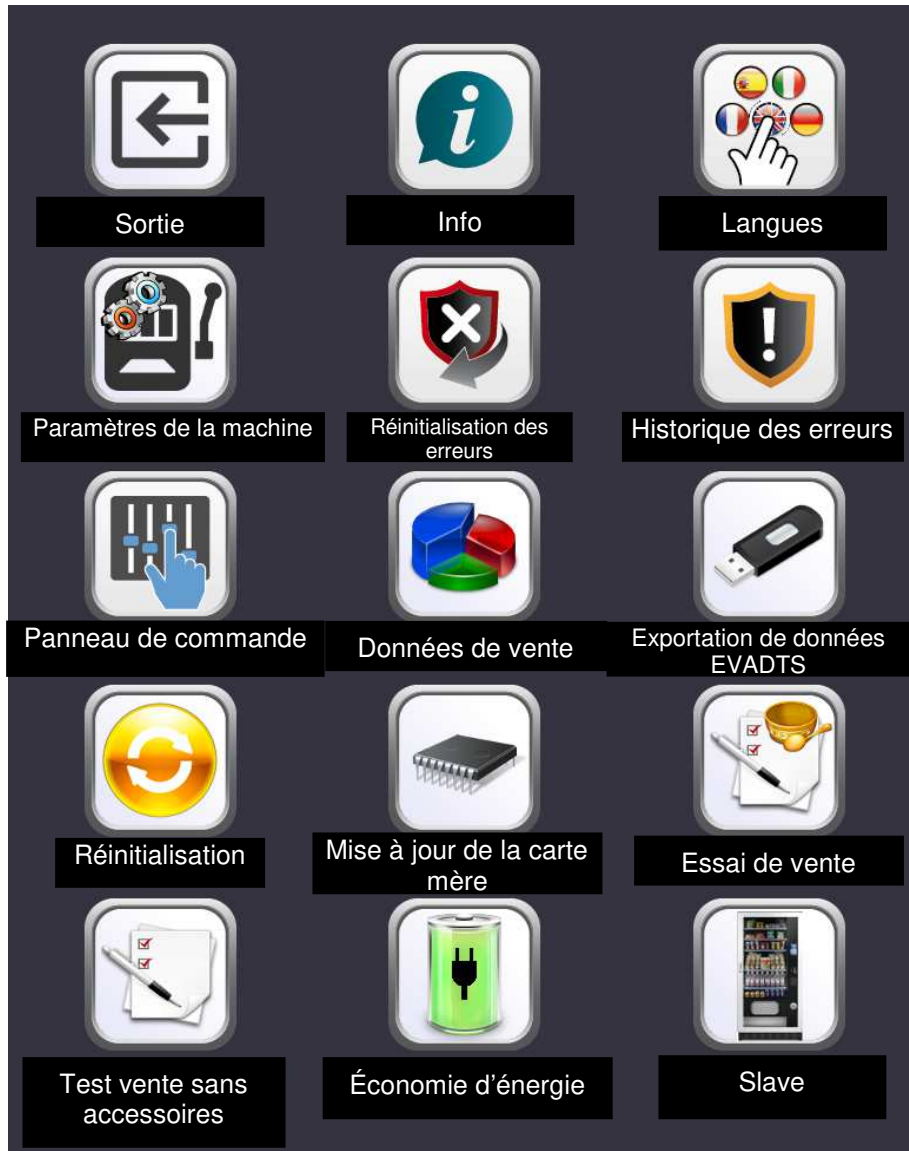 Sortie
Info
Langues
Paramètres de la machine
Réinitialisation des
erreurs
Historique des erreurs
Panneau de commande
Données de vente
Exportation de données
EVADTS
Réinitialisation
Mise à jour de la carte
mère
Essai de vente
Test vente sans
accessoires
Économie d’énergie
Slave